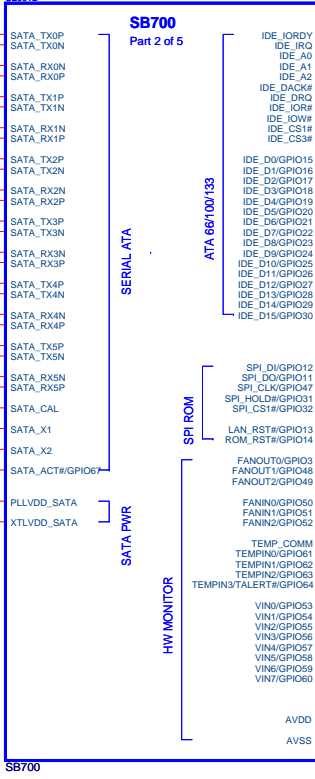 SB700
Part 2 of 5
SATA_TX0P
SATA_TX0N
SATA_RX0N
SATA_RX0P
SATA_TX1P
SATA_TX1N
SATA_RX1N
SATA_RX1P
SATA_TX2P
SATA_TX2N
SATA_RX2N
SATA_RX2P
SATA_TX3P
SATA_TX3N
SATA_RX3N
SATA_RX3P
SATA_TX4P
SATA_TX4N
SATA_RX4N
SATA_RX4P
SATA_TX5P
SATA_TX5N
SATA_RX5N
SATA_RX5P
SATA_CAL
SATA_X1
SATA_X2
SATA_ACT#/GPIO67
PLLVDD_SATA
XTLVDD_SATA
SERIAL ATA
SATA PWR
ATA 66/100/133
SPI ROM
HW MONITOR
IDE_IORDY
IDE_IRQ
IDE_A0
IDE_A1
IDE_A2
IDE_DACK#
IDE_DRQ
IDE_IOR#
IDE_IOW#
IDE_CS1#
IDE_CS3#
IDE_D0/GPIO15
IDE_D1/GPIO16
IDE_D2/GPIO17
IDE_D3/GPIO18
IDE_D4/GPIO19
IDE_D5/GPIO20
IDE_D6/GPIO21
IDE_D7/GPIO22
IDE_D8/GPIO23
IDE_D9/GPIO24
IDE_D10/GPIO25
IDE_D11/GPIO26
IDE_D12/GPIO27
IDE_D13/GPIO28
IDE_D14/GPIO29
IDE_D15/GPIO30
SPI_DI/GPIO12
SPI_DO/GPIO11
SPI_CLK/GPIO47
SPI_HOLD#/GPIO31
SPI_CS1#/GPIO32
LAN_RST#/GPIO13
ROM_RST#/GPIO14
FANOUT0/GPIO3
FANOUT1/GPIO48
FANOUT2/GPIO49
FANIN0/GPIO50
FANIN1/GPIO51
FANIN2/GPIO52
TEMP_COMM
TEMPIN0/GPIO61
TEMPIN1/GPIO62
TEMPIN2/GPIO63
TEMPIN3/TALERT#/GPIO64
VIN0/GPIO53
VIN1/GPIO54
VIN2/GPIO55
VIN3/GPIO56
VIN4/GPIO57
VIN5/GPIO58
VIN6/GPIO59
VIN7/GPIO60
AVDD
AVSS
SB700